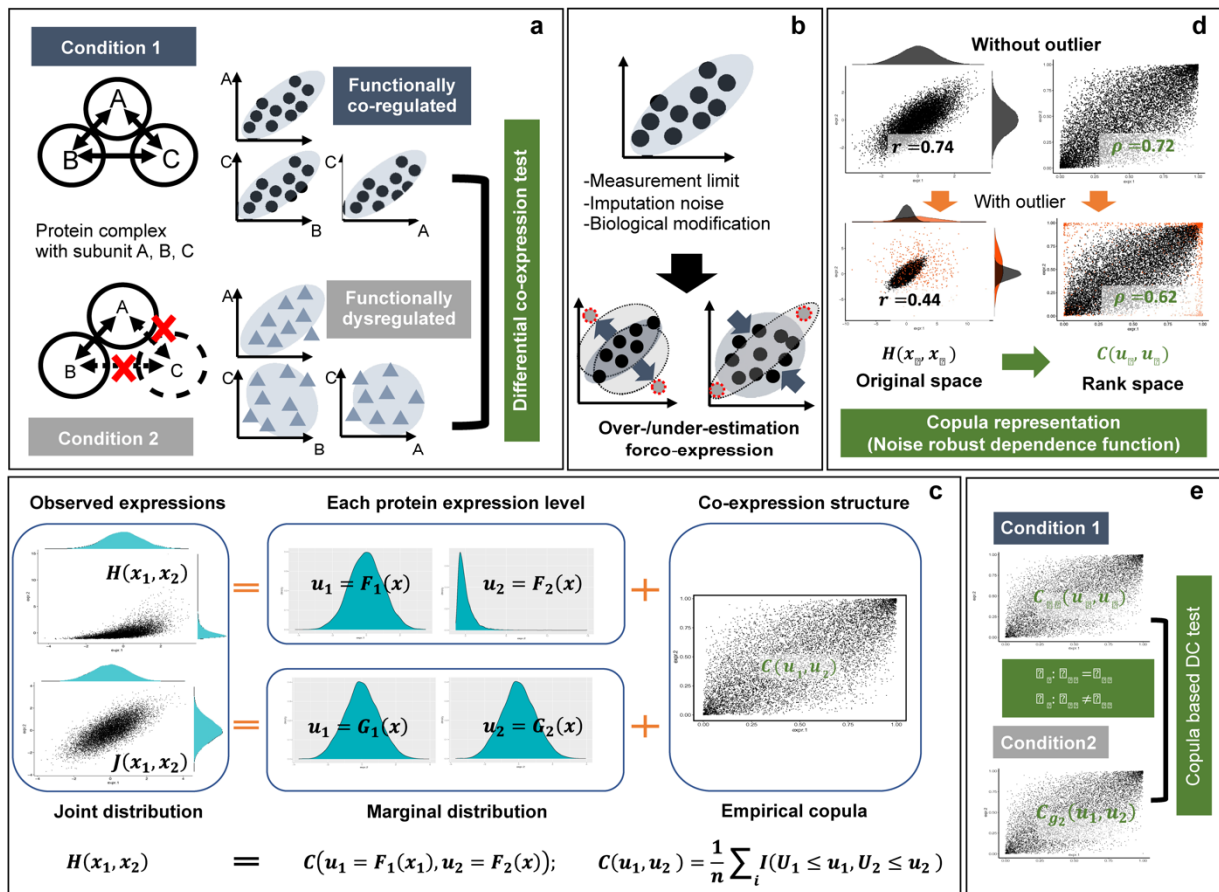 a
Condition 1
A
B
C
Functionally
co-regulated
A
C
B
C
A
Protein complex
with subunit A, B, C
A
B
C
Condition 2
Functionally
dysregulated
A
C
B
C
A
Differential co-expression test
b
-Measurement limit
-Imputation noise
-Biological modification
Over-/under-estimation
forco-expression
d
Without outlier
r =0.74
ρ =0.72
With outlier
r =0.44
ρ =0.62
H(x , x )
C(u , u )
Original space
Rank space
Copula representation
(Noise robust dependence function)
c
Observed expressions
Each protein expression level
Co-expression structure
H(x₁, x₂)
=
u₁ = F₁(x)
u₂ = F₂(x)
+
C(u₁, u₂)
J(x₁, x₂)
=
u₁ = G₁(x)
u₂ = G₂(x)
+
Joint distribution
Marginal distribution
Empirical copula
H(x₁, x₂) = C(u₁ = F₁(x₁), u₂ = F₂(x)); C(u₁, u₂) = 1/n ∑ᵢ I(U₁ ≤ u₁, U₂ ≤ u₂ )
e
Condition 1
C (u , u )
: =
: ≠
Condition2
C_g₂(u₁, u₂)
Copula based DC test